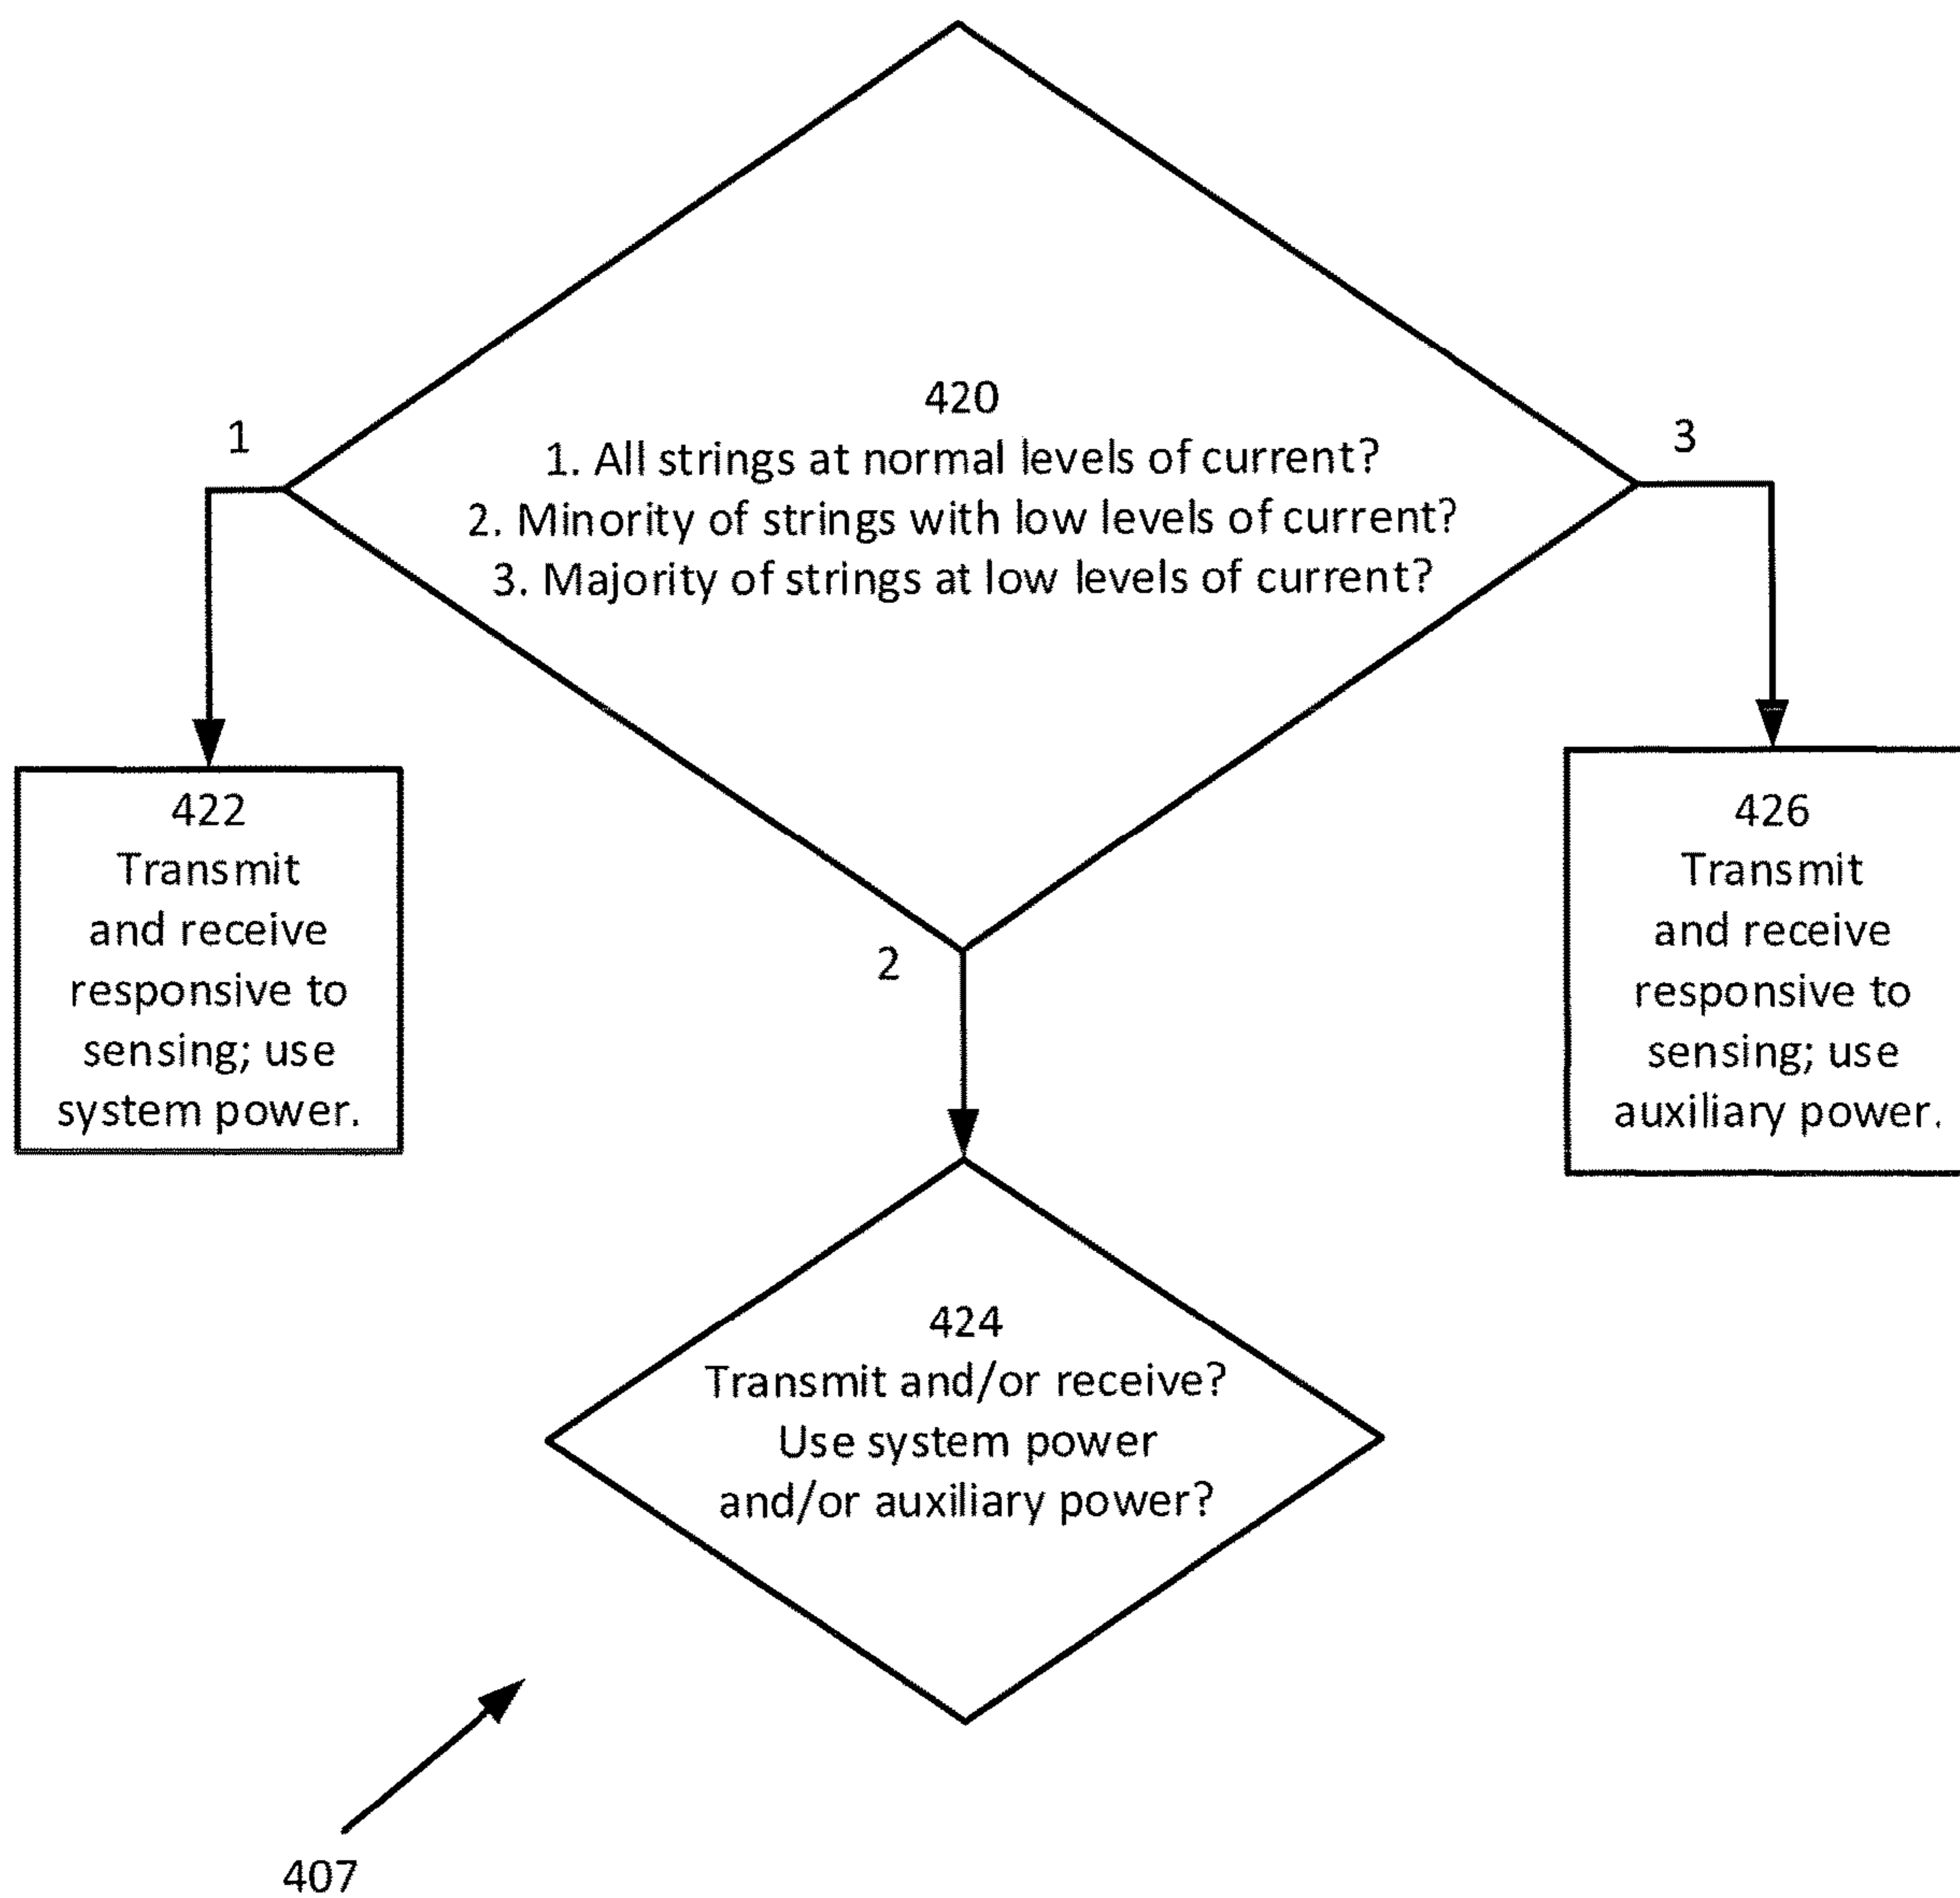 420
1. All strings at normal levels of current?
2. Minority of strings with low levels of current?
3. Majority of strings at low levels of current?
1
3
2
422
Transmit
and receive
responsive to
sensing; use
system power.
426
Transmit
and receive
responsive to
sensing; use
auxiliary power.
424
Transmit and/or receive?
Use system power
and/or auxiliary power?
407